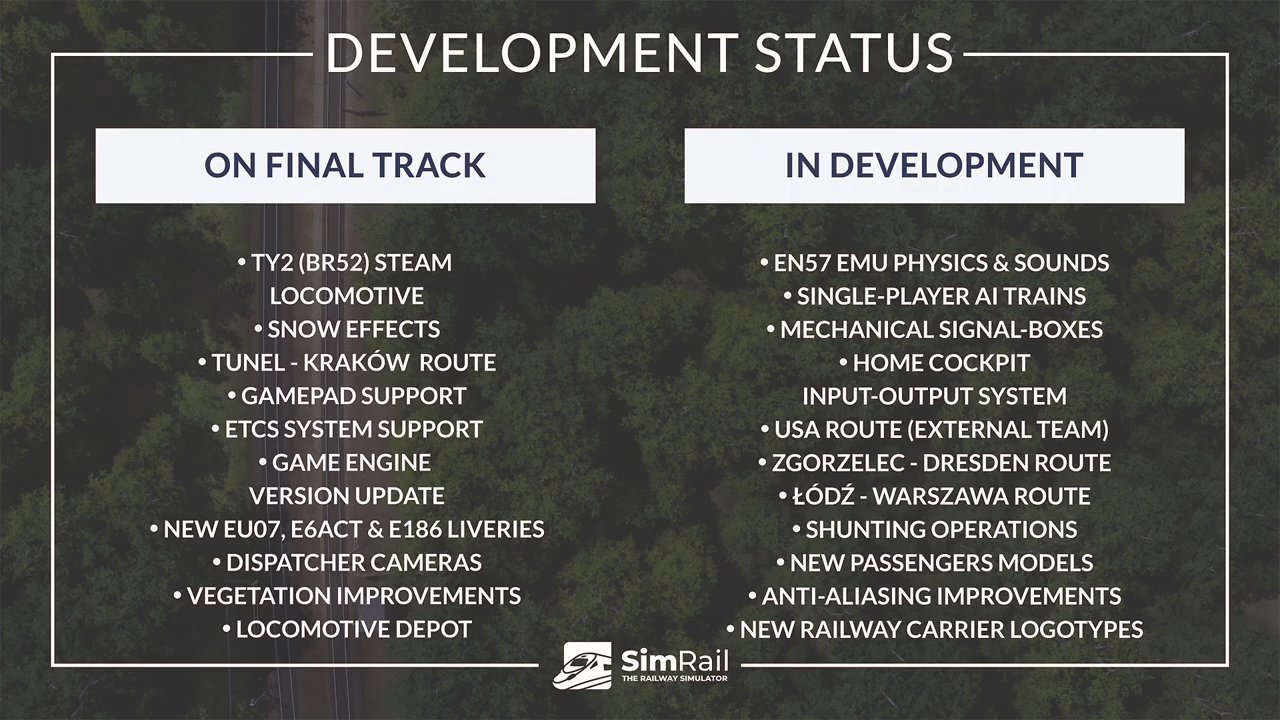 DEVELOPMENT STATUS
ON FINAL TRACK
• TY2 (BR52) STEAM
LOCOMOTIVE
• SNOW EFFECTS
• TUNEL - KRAKÓW  ROUTE
• GAMEPAD SUPPORT
• ETCS SYSTEM SUPPORT
• GAME ENGINE
VERSION UPDATE
• NEW EU07, E6ACT & E186 LIVERIES
• DISPATCHER CAMERAS
• VEGETATION IMPROVEMENTS
• LOCOMOTIVE DEPOT
IN DEVELOPMENT
• EN57 EMU PHYSICS & SOUNDS
• SINGLE-PLAYER AI TRAINS
• MECHANICAL SIGNAL-BOXES
• HOME COCKPIT
INPUT-OUTPUT SYSTEM
• USA ROUTE (EXTERNAL TEAM)
• ZGORZELEC - DRESDEN ROUTE
• ŁÓDŹ - WARSZAWA ROUTE
• SHUNTING OPERATIONS
• NEW PASSENGERS MODELS
• ANTI-ALIASING IMPROVEMENTS
• NEW RAILWAY CARRIER LOGOTYPES
SimRail
THE RAILWAY SIMULATOR